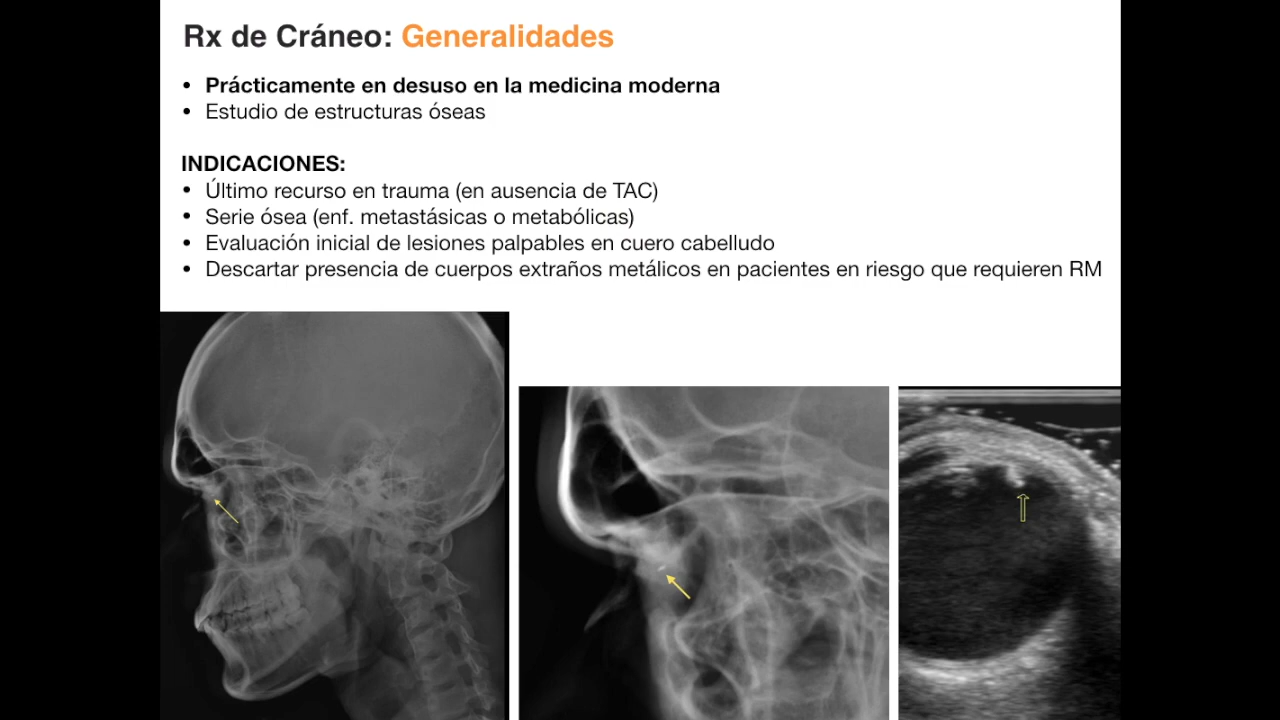 Rx de Cráneo: Generalidades
• Prácticamente en desuso en la medicina moderna
• Estudio de estructuras óseas
INDICACIONES:
• Último recurso en trauma (en ausencia de TAC)
• Serie ósea (enf. metastásicas o metabólicas)
• Evaluación inicial de lesiones palpables en cuero cabelludo
• Descartar presencia de cuerpos extraños metálicos en pacientes en riesgo que requieren RM